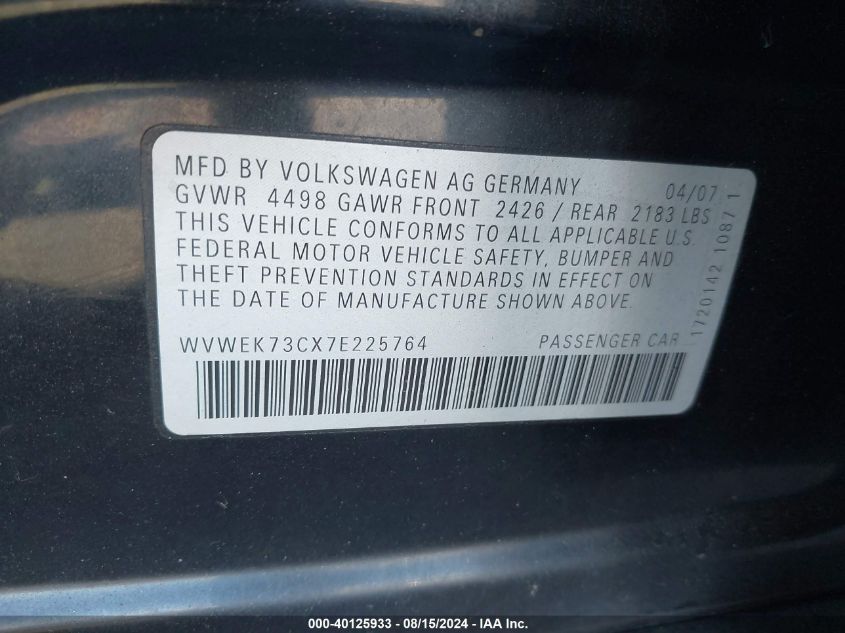 MFD BY VOLKSWAGEN AG GERMANY 04/07
GVWR 4498 GAWR FRONT 2426 / REAR 2183 LBS
THIS VEHICLE CONFORMS TO ALL APPLICABLE U.S.
FEDERAL MOTOR VEHICLE SAFETY, BUMPER AND
THEFT PREVENTION STANDARDS IN EFFECT ON
THE DATE OF MANUFACTURE SHOWN ABOVE.
WVWEK73CX7E225764 PASSENGER CAR
1720142 1087 1
000-40125933 - 08/15/2024 - IAA Inc.